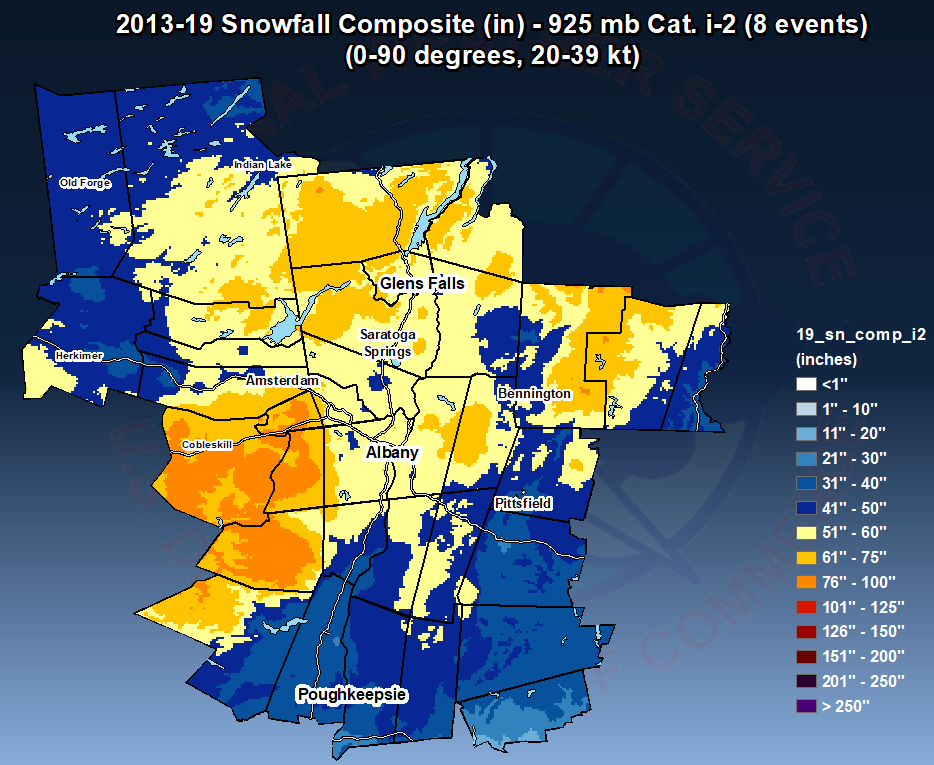 2013-19 Snowfall Composite (in) - 925 mb Cat. i-2 (8 events)
(0-90 degrees, 20-39 kt)
Indian Lake
Old Forge
Glens Falls
Saratoga
Springs
Herkimer
Amsterdam
Bennington
Cobleskill
Albany
Pittsfield
Poughkeepsie
19_sn_comp_i2
(inches)
<1"
1" - 10"
11" - 20"
21" - 30"
31" - 40"
41" - 50"
51" - 60"
61" - 75"
76" - 100"
101" - 125"
126" - 150"
151" - 200"
201" - 250"
> 250"